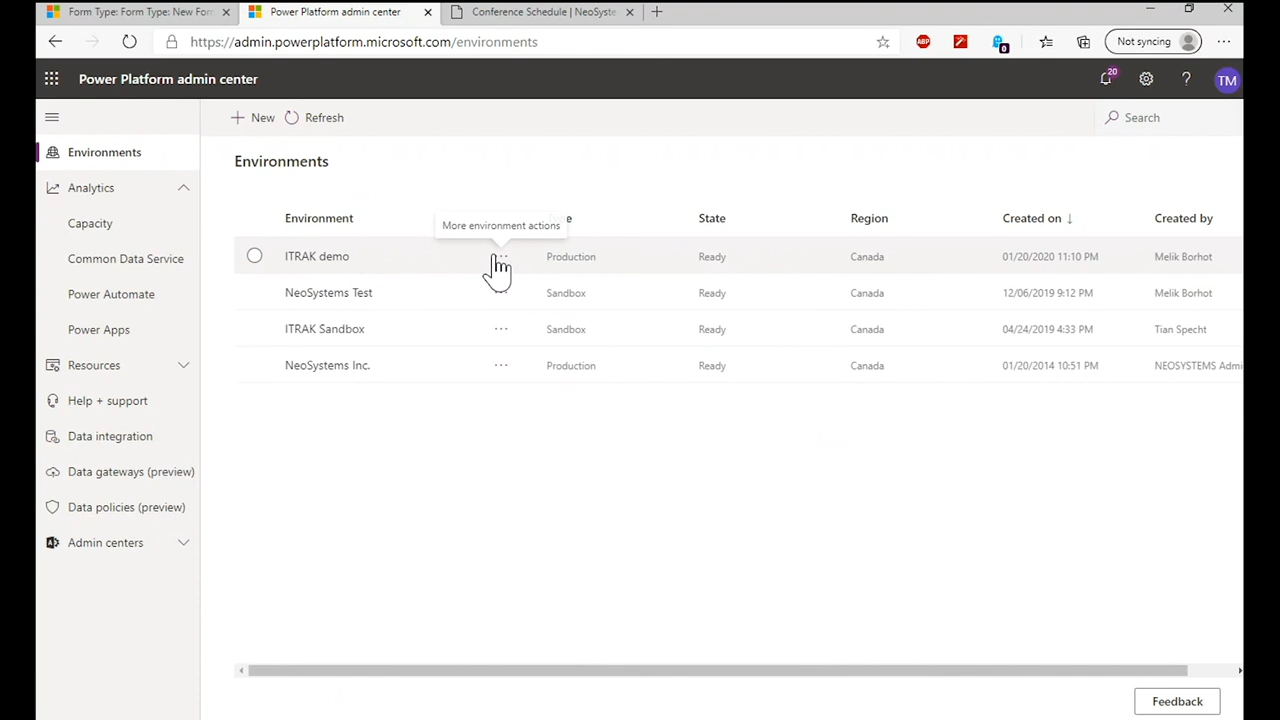 Form Type: Form Type: New For
Power Platform admin center
Conference Schedule | NeoSyste
https://admin.powerplatform.microsoft.com/environments
ABP
0
Not syncing
Power Platform admin center
20
?
TM
New
Refresh
Search
Environments
Analytics
Capacity
Common Data Service
Power Automate
Power Apps
Resources
Help + support
Data integration
Data gateways (preview)
Data policies (preview)
Admin centers
Environments
More environment actions
Environment State Region Created on ↓ Created by
ITRAK demo ... Production Ready Canada 01/20/2020 11:10 PM Melik Borhot
NeoSystems Test ... Sandbox Ready Canada 12/06/2019 9:12 PM Melik Borhot
ITRAK Sandbox ... Sandbox Ready Canada 04/24/2019 4:33 PM Tian Specht
NeoSystems Inc. ... Production Ready Canada 01/20/2014 10:51 PM NEOSYSTEMS Admi
Feedback